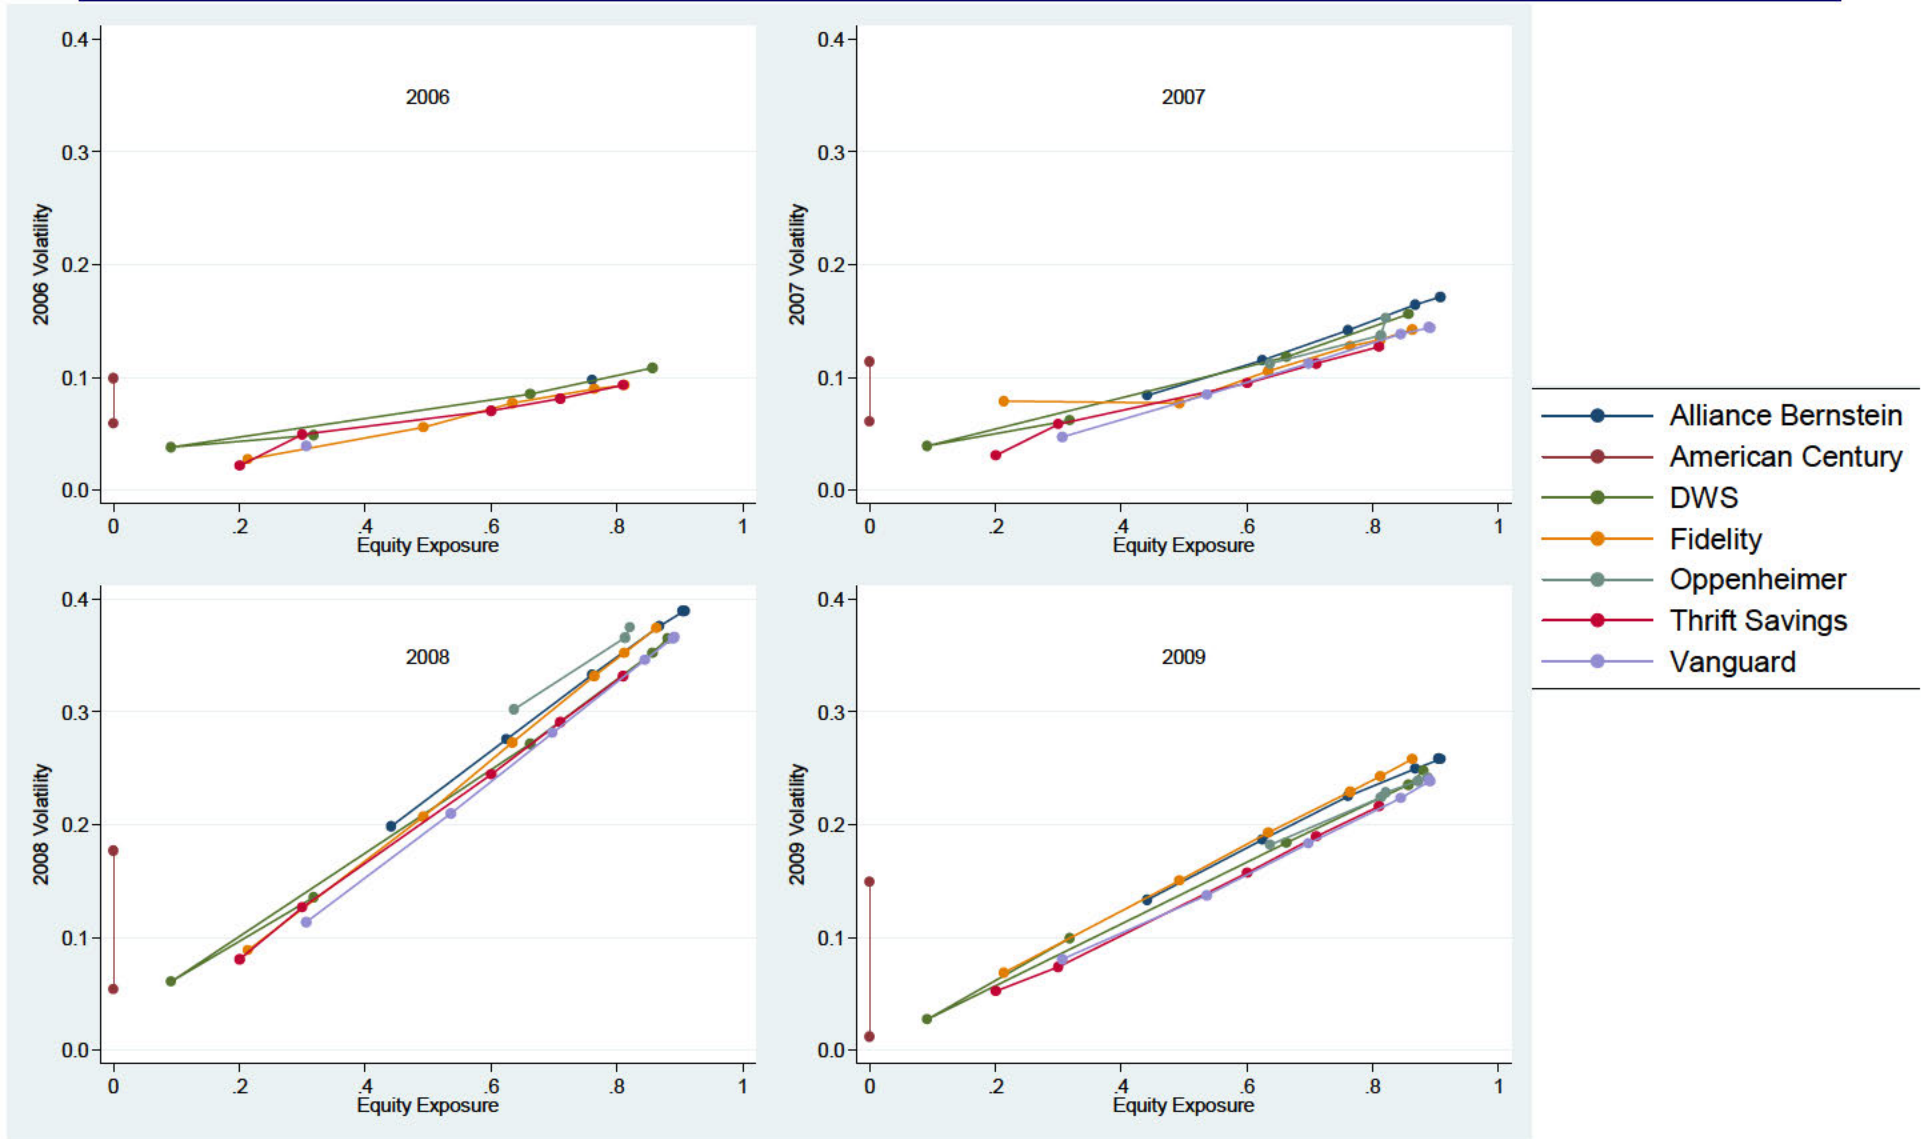 0.4
0.3
0.2
0.1
0.0
2006 Volatility
2006
0 .2 .4 .6 .8 1
Equity Exposure
0.4
0.3
0.2
0.1
0.0
2007 Volatility
2007
0 .2 .4 .6 .8 1
Equity Exposure
0.4
0.3
0.2
0.1
0.0
2008 Volatility
2008
0 .2 .4 .6 .8 1
Equity Exposure
0.4
0.3
0.2
0.1
0.0
2009 Volatility
2009
0 .2 .4 .6 .8 1
Equity Exposure
Alliance Bernstein
American Century
DWS
Fidelity
Oppenheimer
Thrift Savings
Vanguard